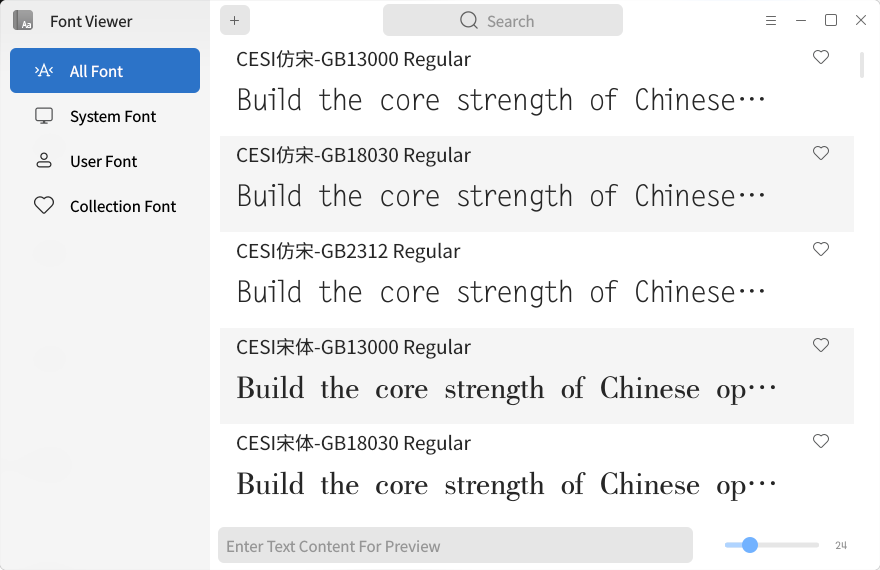 Font Viewer
+
Search
All Font
System Font
User Font
Collection Font
CESI仿宋-GB13000 Regular
Build the core strength of Chinese…
CESI仿宋-GB18030 Regular
Build the core strength of Chinese…
CESI仿宋-GB2312 Regular
Build the core strength of Chinese…
CESI宋体-GB13000 Regular
Build the core strength of Chinese op…
CESI宋体-GB18030 Regular
Build the core strength of Chinese op…
Enter Text Content For Preview
24